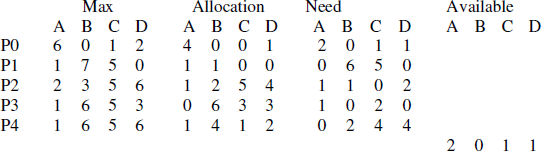 Max Allocation Need Available
A B C D A B C D A B C D A B C D
P0 6 0 1 2 4 0 0 1 2 0 1 1
P1 1 7 5 0 1 1 0 0 0 6 5 0
P2 2 3 5 6 1 2 5 4 1 1 0 2
P3 1 6 5 3 0 6 3 3 1 0 2 0
P4 1 6 5 6 1 4 1 2 0 2 4 4
2 0 1 1